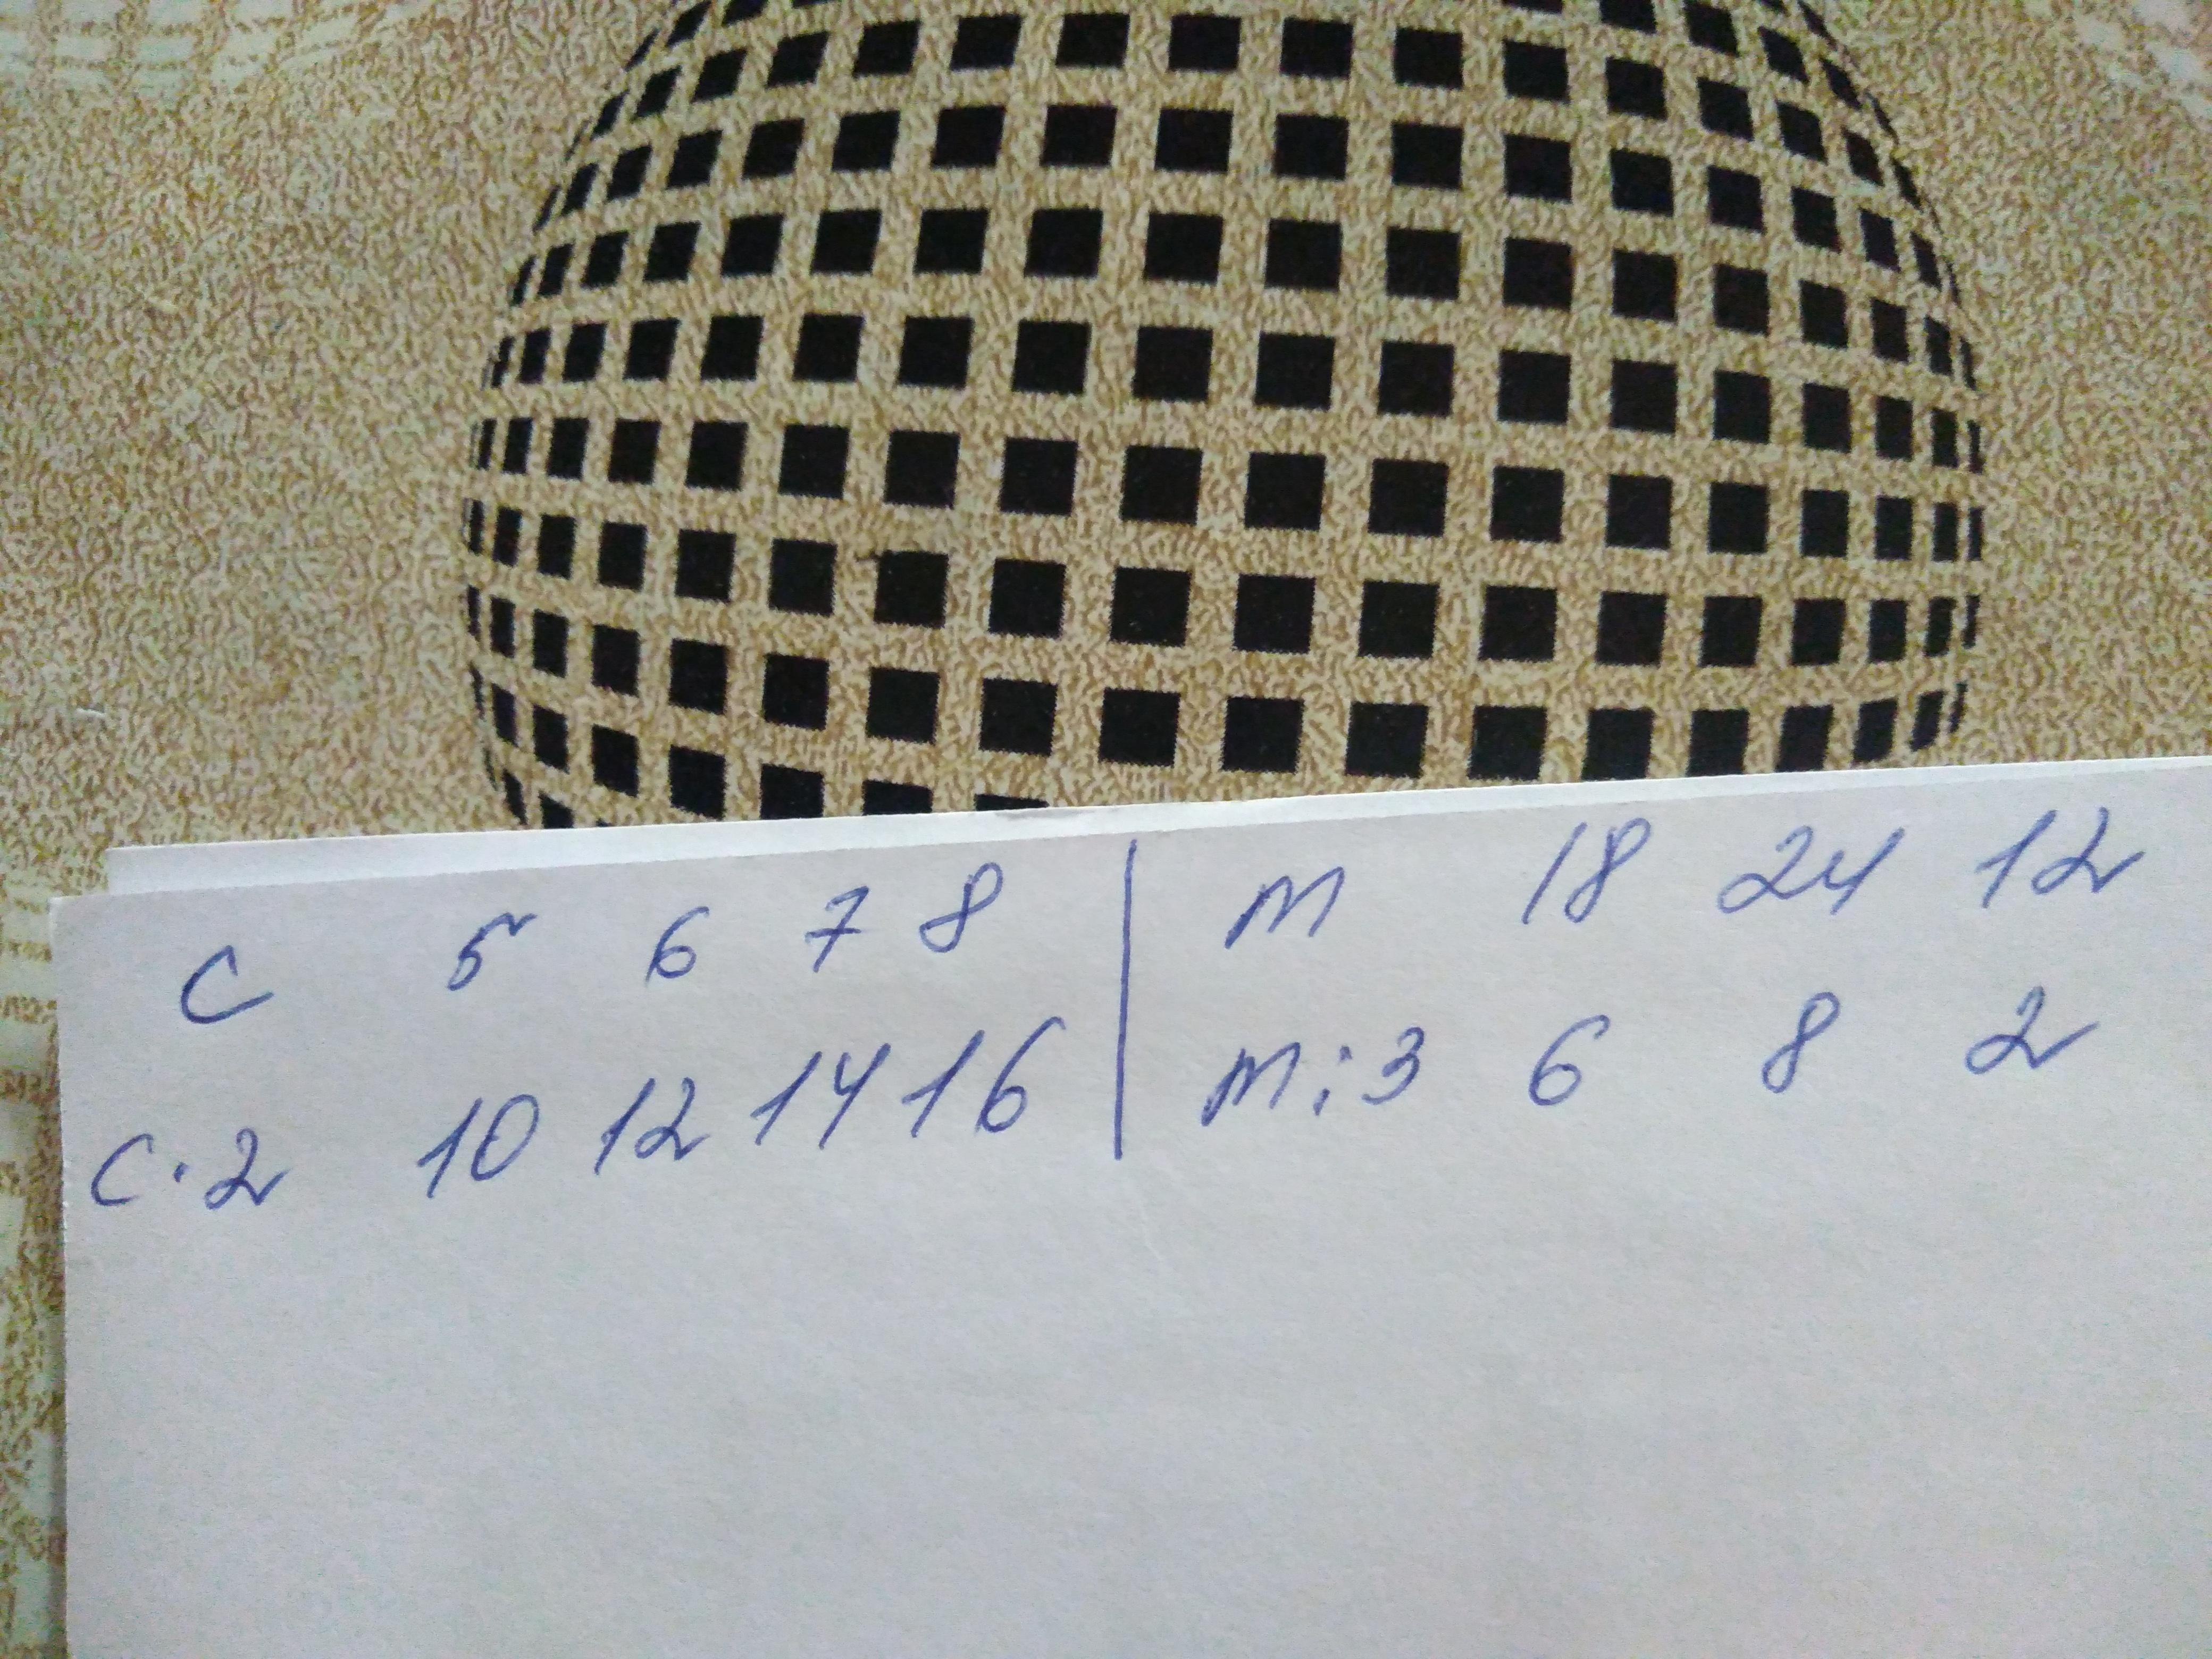 c 5 6 7 8 | m 18 24 12
c·2 10 12 14 16 | m:3 6 8 2